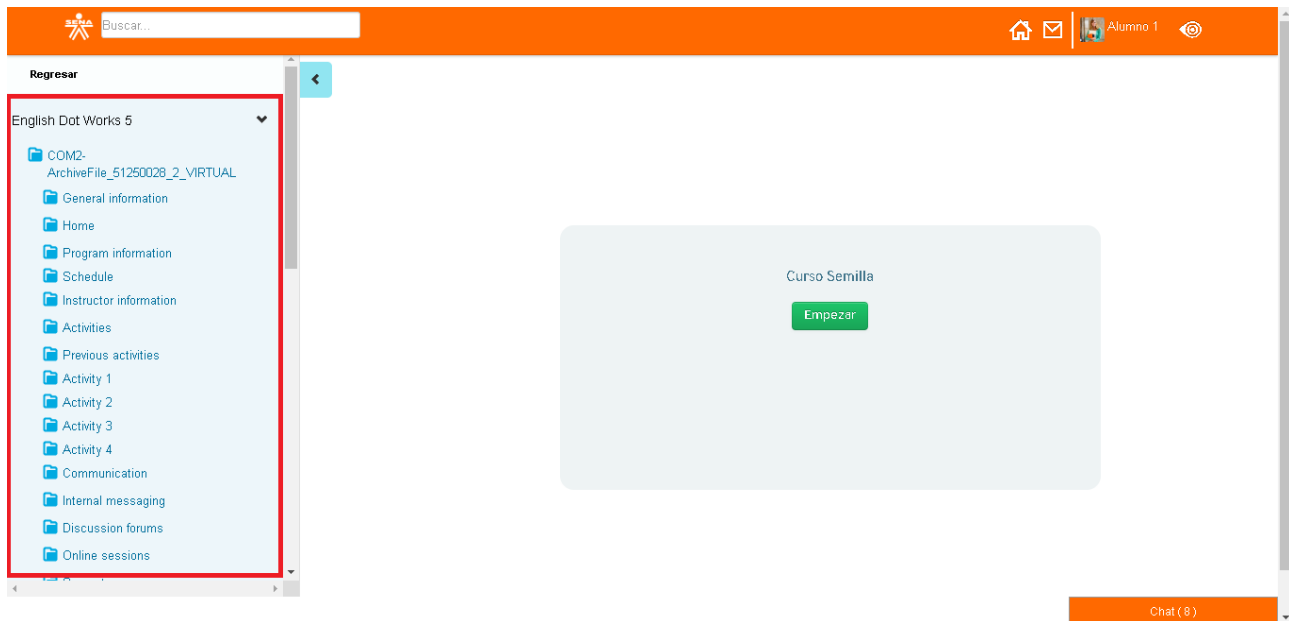 SENA
Buscar...
Alumno 1
Regresar
English Dot Works 5
COM2-
ArchiveFile_51250028_2_VIRTUAL
General information
Home
Program information
Schedule
Instructor information
Activities
Previous activities
Activity 1
Activity 2
Activity 3
Activity 4
Communication
Internal messaging
Discussion forums
Online sessions
Curso Semilla
Empezar
Chat ( 8 )